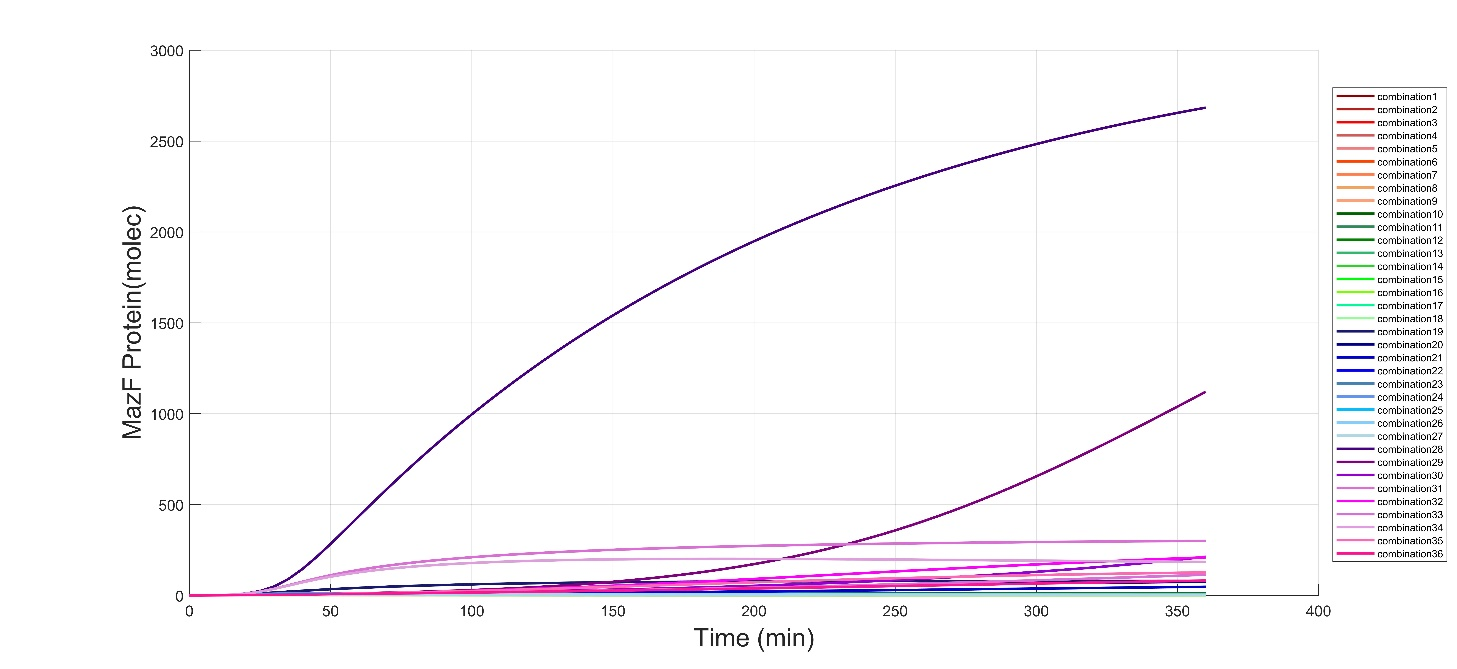 3000
2500
2000
1500
1000
500
0
MazF Protein(molec)
0 50 100 150 200 250 300 350 400
Time (min)
combination1
combination2
combination3
combination4
combination5
combination6
combination7
combination8
combination9
combination10
combination11
combination12
combination13
combination14
combination15
combination16
combination17
combination18
combination19
combination20
combination21
combination22
combination23
combination24
combination25
combination26
combination27
combination28
combination29
combination30
combination31
combination32
combination33
combination34
combination35
combination36